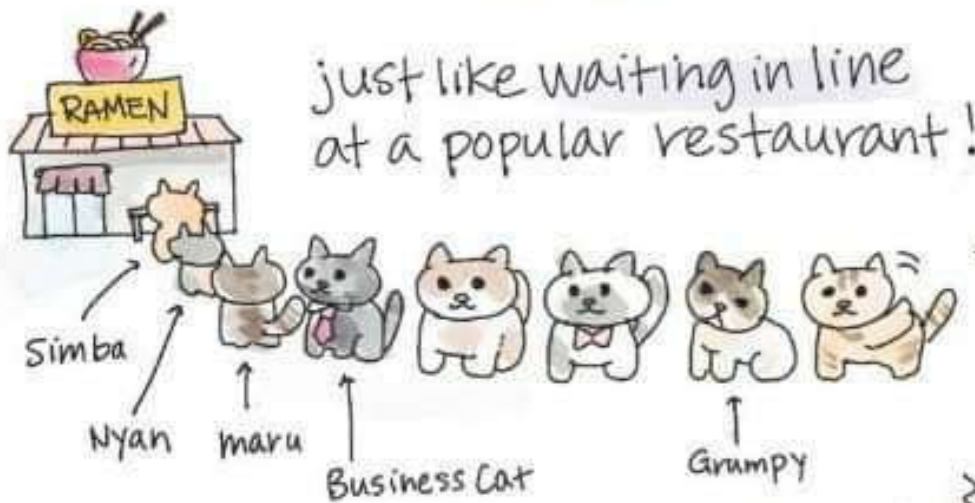 RAMEN
just like waiting in line
at a popular restaurant!
Simba
Nyan
maru
Business Cat
Grumpy